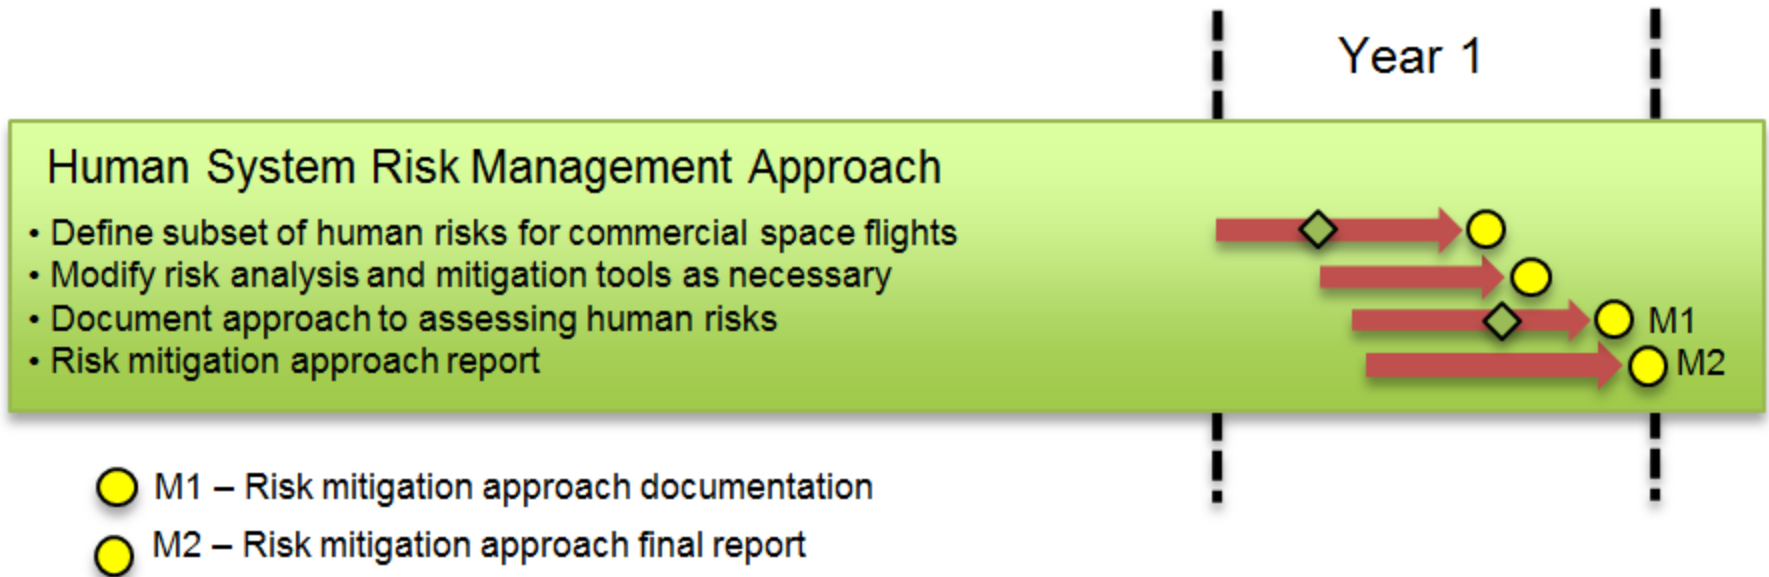 Year 1
Human System Risk Management Approach
• Define subset of human risks for commercial space flights
• Modify risk analysis and mitigation tools as necessary
• Document approach to assessing human risks
M1
• Risk mitigation approach report
M2
M1 – Risk mitigation approach documentation
M2 – Risk mitigation approach final report